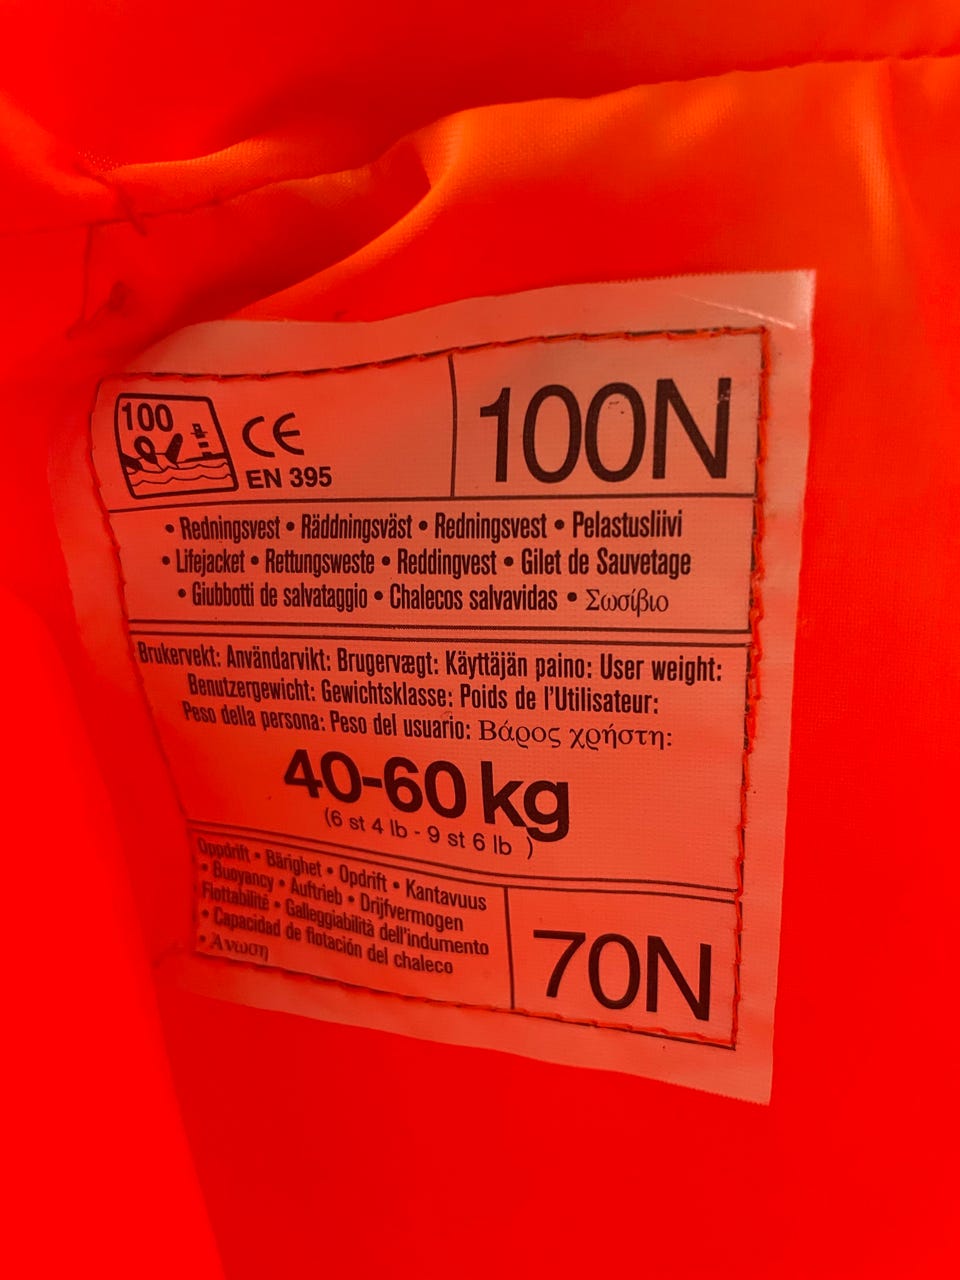 100
CE
EN 395
100N
• Redningsvest • Räddningsväst • Redningsvest • Pelastusliivi
• Lifejacket • Rettungsweste • Reddingvest • Gilet de Sauvetage
• Giubbotti de salvataggio • Chalecos salvavidas • Σωσίβιο
Brukervekt: Användarvikt: Brugervægt: Käyttäjän paino: User weight:
Benutzergewicht: Gewichtsklasse: Poids de l'Utilisateur:
Peso della persona: Peso del usuario: Βάρος χρήστη:
40-60 kg
(6 st 4 lb - 9 st 6 lb )
Oppdrift • Bärighet • Opdrift • Kantavuus
• Buoyancy • Auftrieb • Drijfvermogen
Flottabilité • Galleggiabilità dell'indumento
• Capacidad de flotación del chaleco
• Άνωση
70N